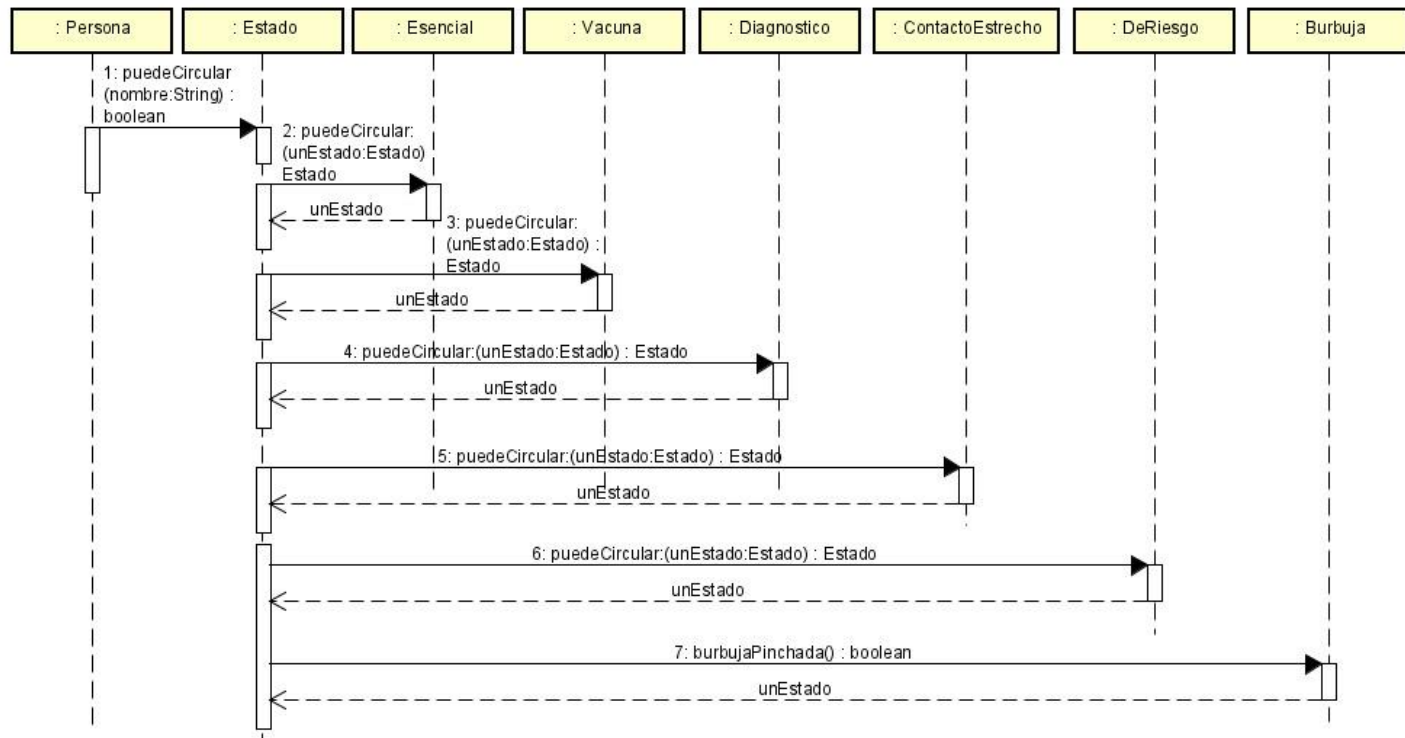 : Persona
: Estado
: Esencial
: Vacuna
: Diagnostico
: ContactoEstrecho
: DeRiesgo
: Burbuja
1: puedeCircular
(nombre:String) :
boolean
2: puedeCircular:
(unEstado:Estado)
Estado
unEstado
3: puedeCircular:
(unEstado:Estado) :
Estado
unEstado
4: puedeCircular:(unEstado:Estado) : Estado
unEstado
5: puedeCircular:(unEstado:Estado) : Estado
unEstado
6: puedeCircular:(unEstado:Estado) : Estado
unEstado
7: burbujaPinchada() : boolean
unEstado